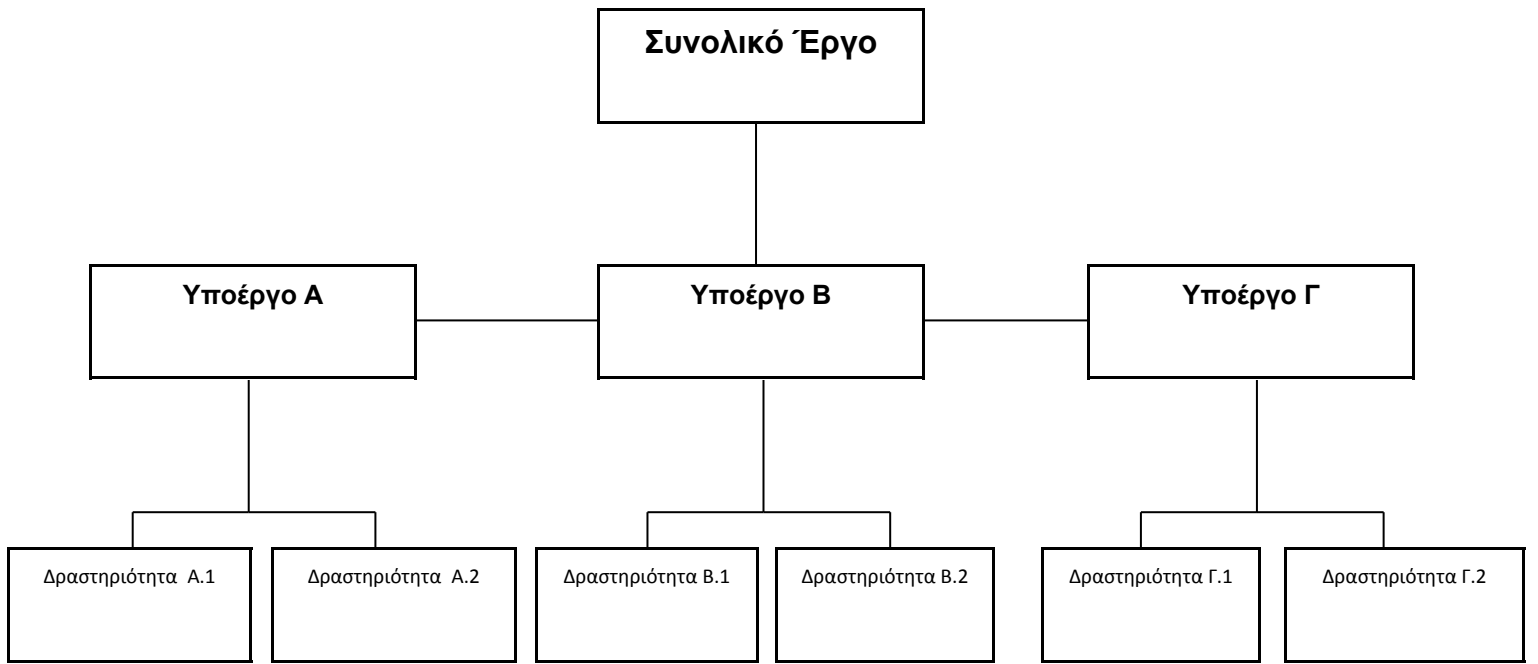 Συνολικό Έργο
Υποέργο Α
Υποέργο Β
Υποέργο Γ
Δραστηριότητα Α.1
Δραστηριότητα Α.2
Δραστηριότητα Β.1
Δραστηριότητα Β.2
Δραστηριότητα Γ.1
Δραστηριότητα Γ.2